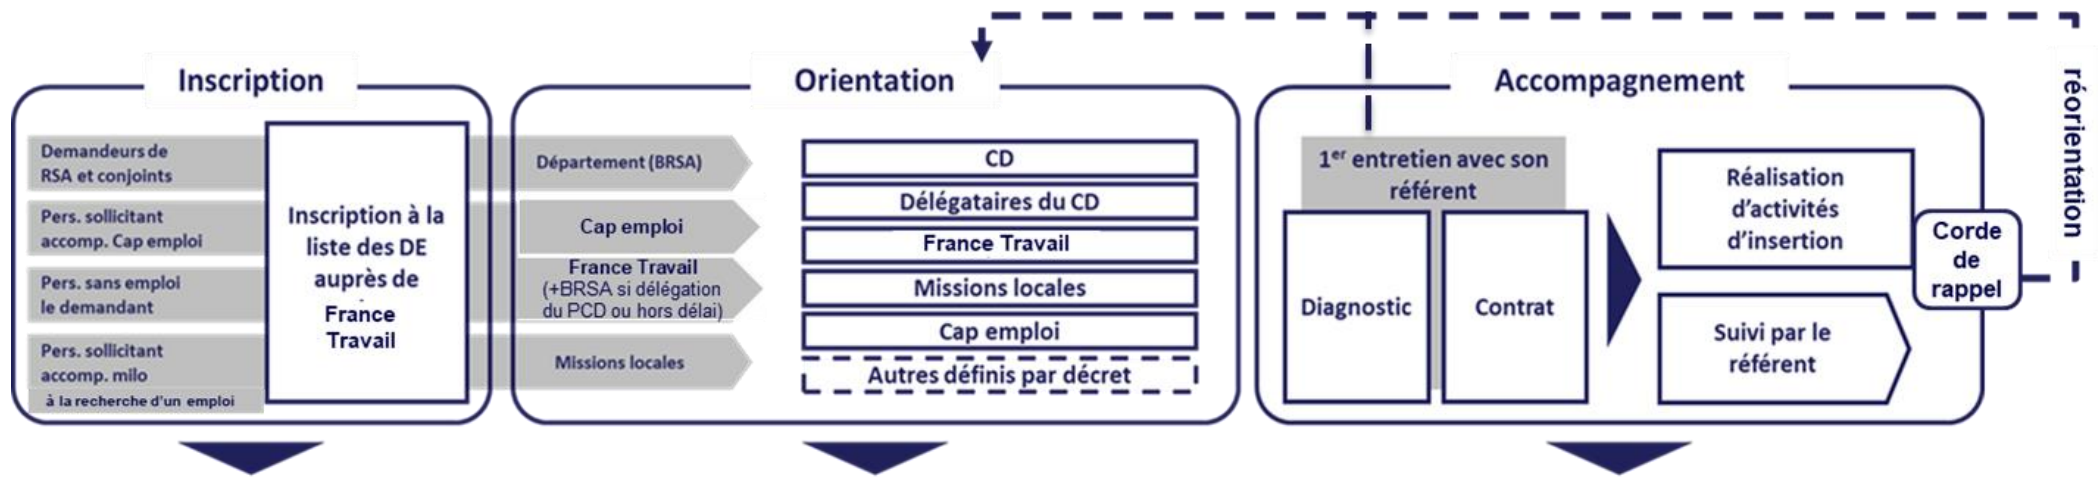 Inscription
Demandeurs de
RSA et conjoints
Pers. sollicitant
accomp. Cap emploi
Pers. sans emploi
le demandant
Pers. sollicitant
accomp. milo
à la recherche d'un emploi
Inscription à la
liste des DE
auprès de
France
Travail
Orientation
Département (BRSA)
Cap emploi
France Travail
(+BRSA si délégation
du PCD ou hors délai)
Missions locales
CD
Délégataires du CD
France Travail
Missions locales
Cap emploi
Autres définis par décret
Accompagnement
1er entretien avec son
référent
Diagnostic
Contrat
Réalisation
d'activités
d'insertion
Suivi par le
référent
Corde
de
rappel
réorientation